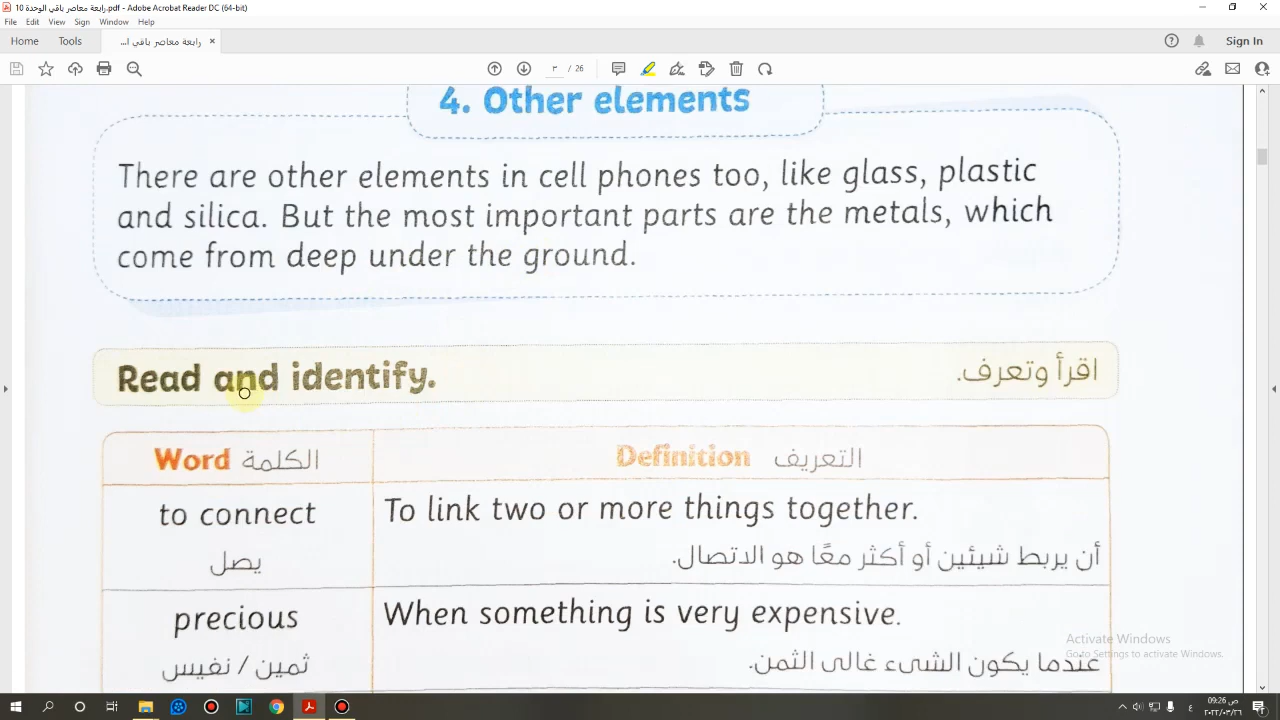 رابعة معاصر باقي الوحدة 10.pdf - Adobe Acrobat Reader DC (64-bit)
File Edit View Sign Window Help
Home Tools رابعة معاصر باقي ا... × Sign In
٣ / 26
4. Other elements
There are other elements in cell phones too, like glass, plastic
and silica. But the most important parts are the metals, which
come from deep under the ground.
Read and identify. اقرأ وتعرف.
Word الكلمة Definition التعريف
to connect To link two or more things together.
يصل أن يربط شيئين أو أكثر معًا هو الاتصال.
precious When something is very expensive.
ثمين / نفيس عندما يكون الشىء غالى الثمن.
Activate Windows
Go to Settings to activate Windows.
ع 09:26 ص